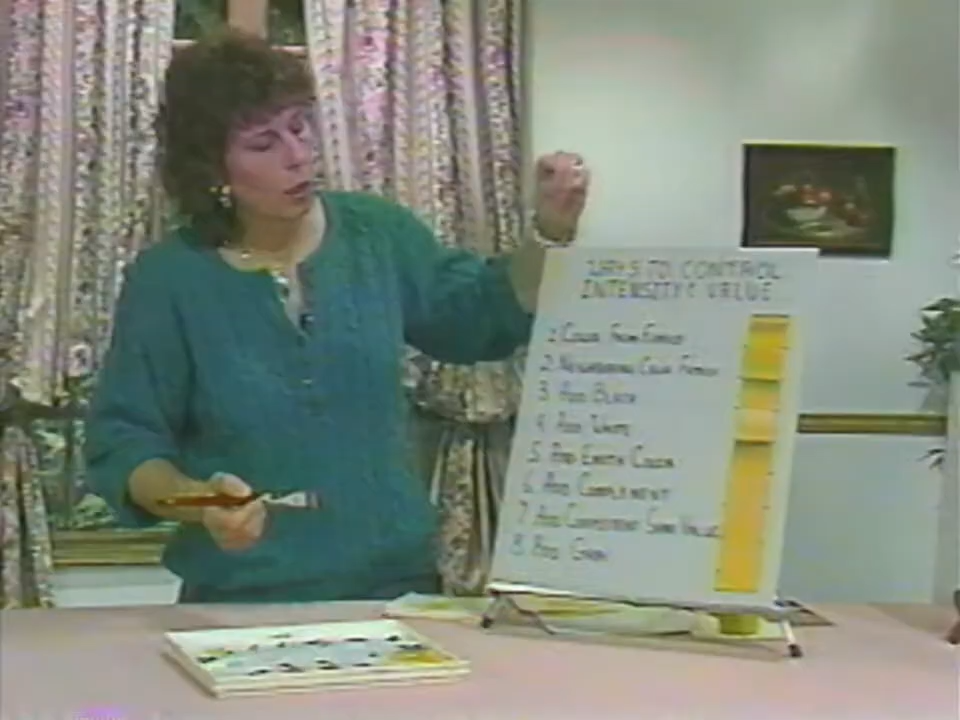 WAYS TO CONTROL
INTENSITY & VALUE
1 COLOR FROM FAMILY
2 NEIGHBORING COLOR FAMILY
3 ADD BLACK
4 ADD WHITE
5 ADD EARTH COLOR
6 ADD COMPLEMENT
7 ADD COMPLEMENT SAME VALUE
8 ADD GRAY